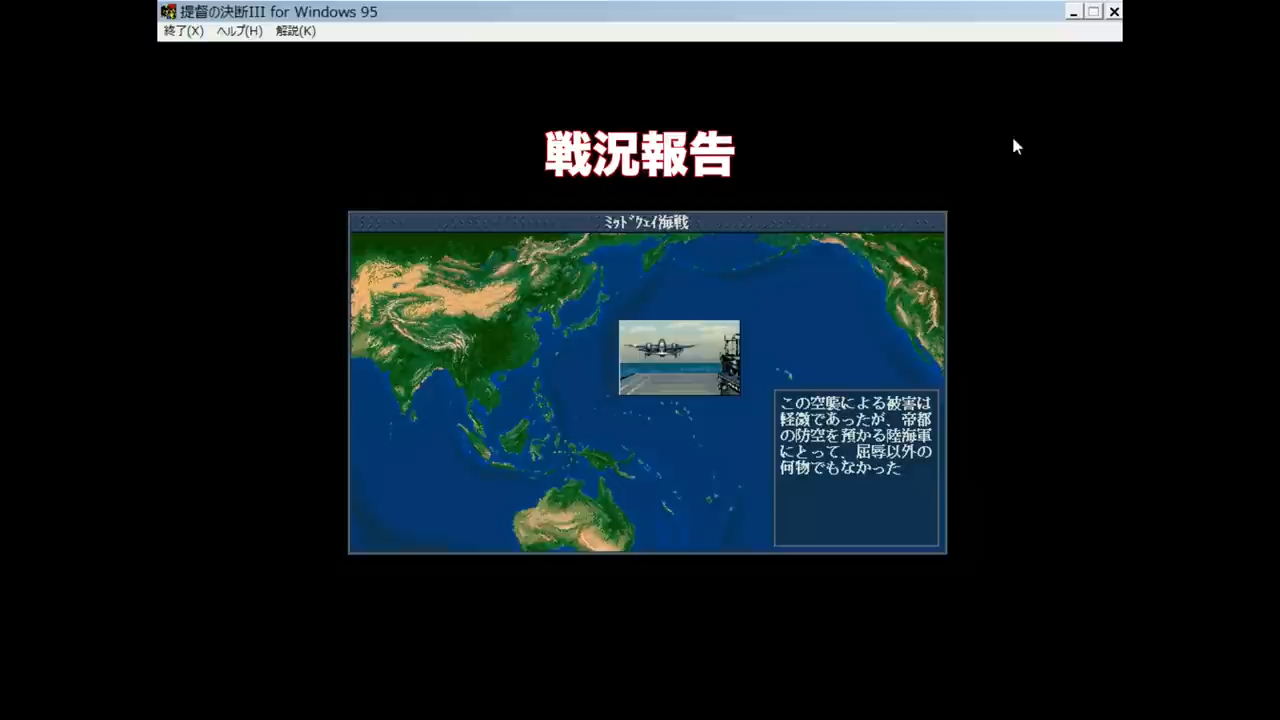 提督の決断III for Windows 95
終了(X) ヘルプ(H) 解説(K)
戦況報告
ﾐｯﾄﾞｳｪｲ海戦
この空襲による被害は
軽微であったが、帝都
の防空を預かる陸海軍
にとって、屈辱以外の
何物でもなかった